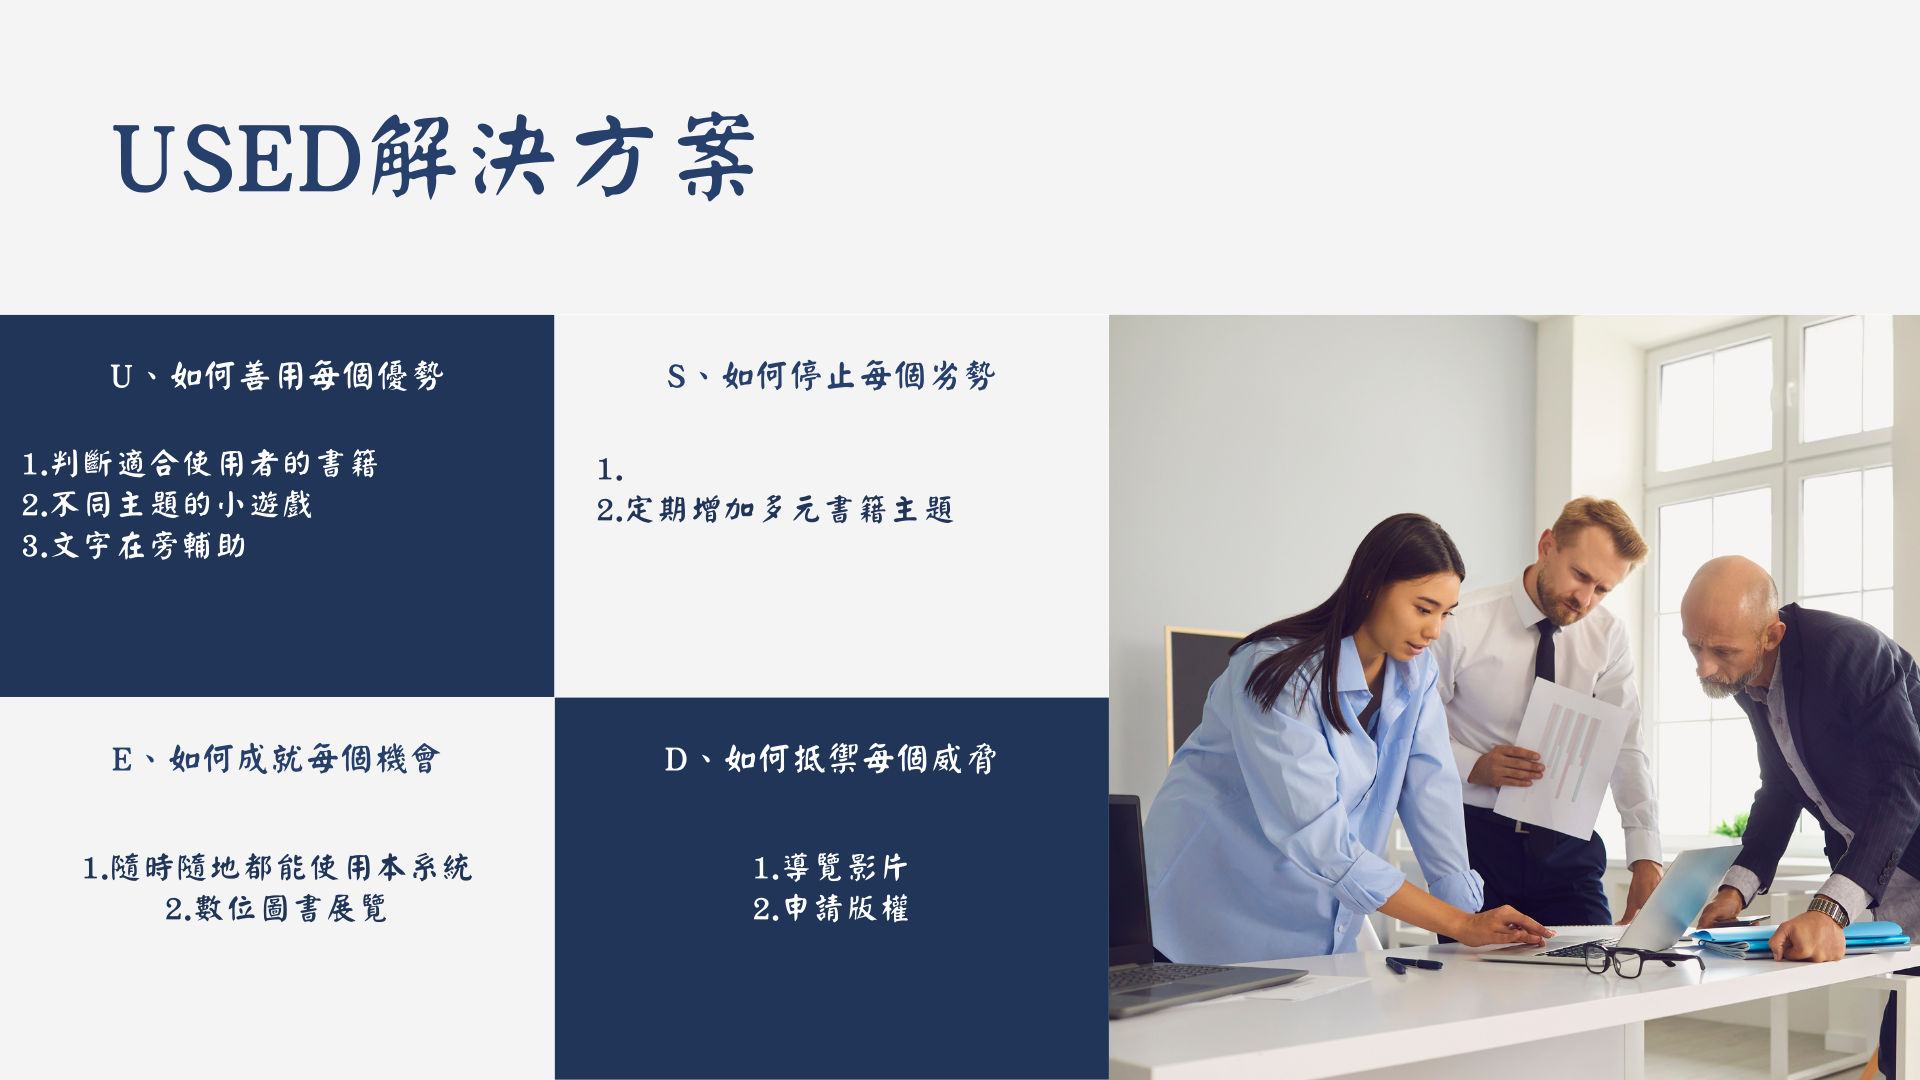 USED解決方案
U、如何善用每個優勢
1.判斷適合使用者的書籍
2.不同主題的小遊戲
3.文字在旁輔助
S、如何停止每個劣勢
1.
2.定期增加多元書籍主題
E、如何成就每個機會
1.隨時隨地都能使用本系統
2.數位圖書展覽
D、如何抵禦每個威脅
1.導覽影片
2.申請版權